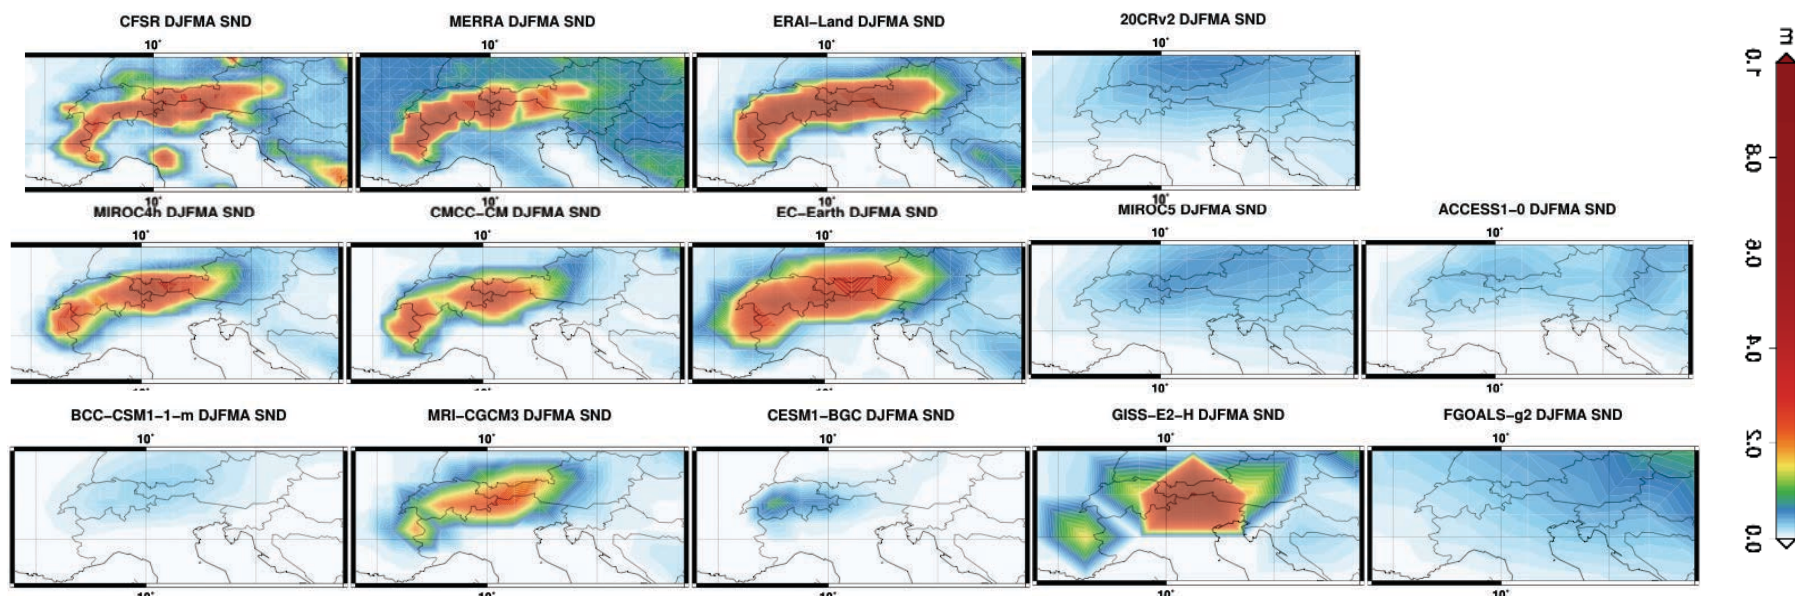 CFSR DJFMA SND
MERRA DJFMA SND
ERAI-Land DJFMA SND
20CRv2 DJFMA SND
10°
10°
10°
10°
10°
10°
10°
10°
MIROC4h DJFMA SND
CMCC-CM DJFMA SND
EC-Earth DJFMA SND
MIROC5 DJFMA SND
ACCESS1-0 DJFMA SND
10°
10°
10°
10°
10°
10°
10°
BCC-CSM1-1-m DJFMA SND
MRI-CGCM3 DJFMA SND
CESM1-BGC DJFMA SND
GISS-E2-H DJFMA SND
FGOALS-g2 DJFMA SND
10°
10°
10°
10°
10°
m
1.0
0.8
0.6
0.4
0.2
0.0